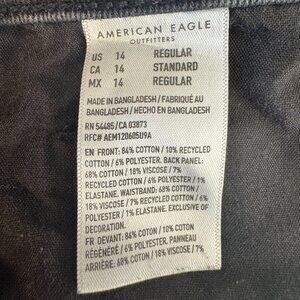 AMERICAN EAGLE
OUTFITTERS
US 14 REGULAR
CA 14 STANDARD
MX 14 REGULAR
MADE IN BANGLADESH / FABRIQUÉ AU
BANGLADESH / HECHO EN BANGLADESH
RN 54485/CA 03873
RFC# AEM120605U9A
EN FRONT: 84% COTTON / 10% RECYCLED
COTTON / 6% POLYESTER. BACK PANEL:
68% COTTON / 18% VISCOSE / 7%
RECYCLED COTTON / 6% POLYESTER / 1%
ELASTANE. WAISTBAND: 68% COTTON /
18% VISCOSE / 7% RECYCLED COTTON / 6%
POLYESTER / 1% ELASTANE. EXCLUSIVE OF
DECORATION.
FR DEVANT: 84% COTON / 10% COTON
RÉGÉNÉRÉ / 6% POLYESTER. PANNEAU
ARRIÈRE: 68% COTON / 18% VISCOSE / 7%